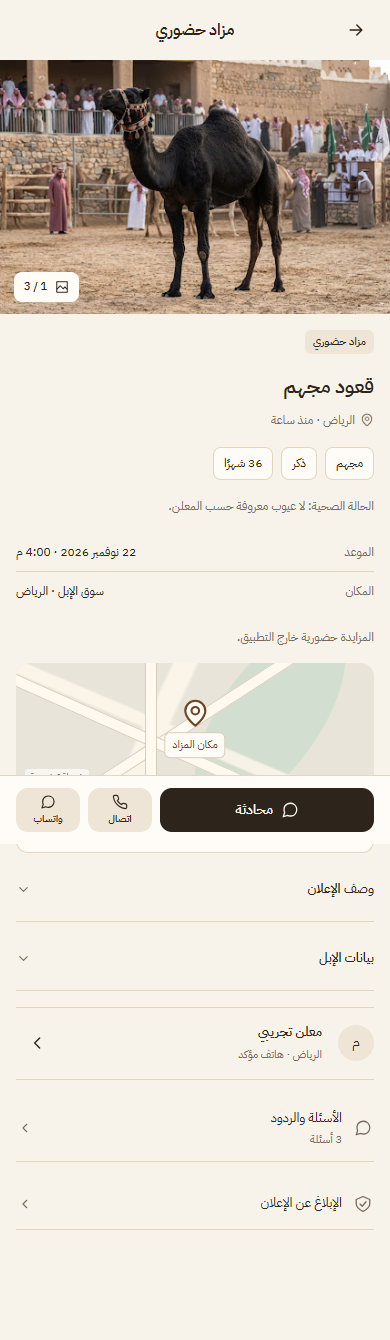 مزاد حضوري
3 / 1
مزاد حضوري
قعود مجهم
الرياض · منذ ساعة
مجهم
ذكر
36 شهرًا
الحالة الصحية: لا عيوب معروفة حسب المعلن.
الموعد
22 نوفمبر 2026 · 4:00 م
المكان
سوق الإبل · الرياض
المزايدة حضورية خارج التطبيق.
مكان المزاد
محادثة
اتصال
واتساب
وصف الإعلان
بيانات الإبل
م
معلن تجريبي
الرياض · هاتف مؤكد
الأسئلة والردود
3 أسئلة
الإبلاغ عن الإعلان